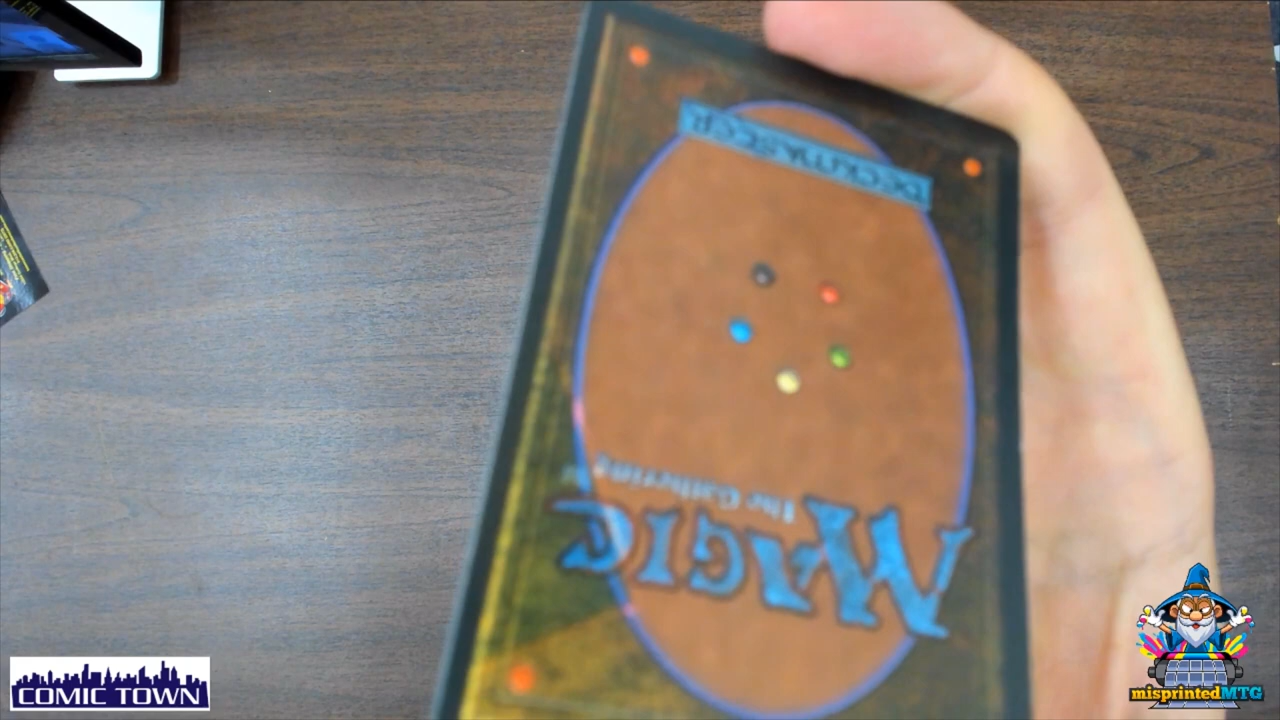 DECKMASTER
The Gathering
MAGIC
COMIC TOWN
misprintedMTG